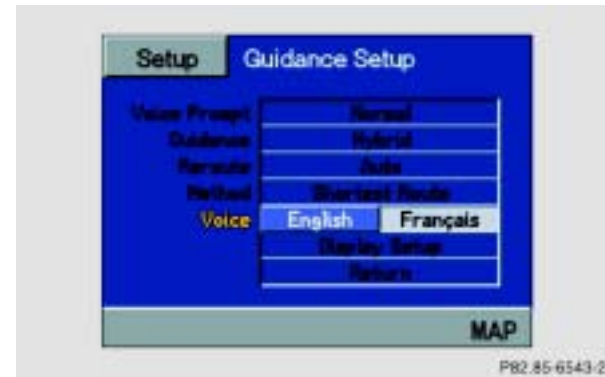 Setup Guidance Setup
Voice Prompt Normal
Guidance Hybrid
Reroute Auto
Method Shortest Route
Voice English Français
Display Setup
Return
MAP
P82.85-6543-2